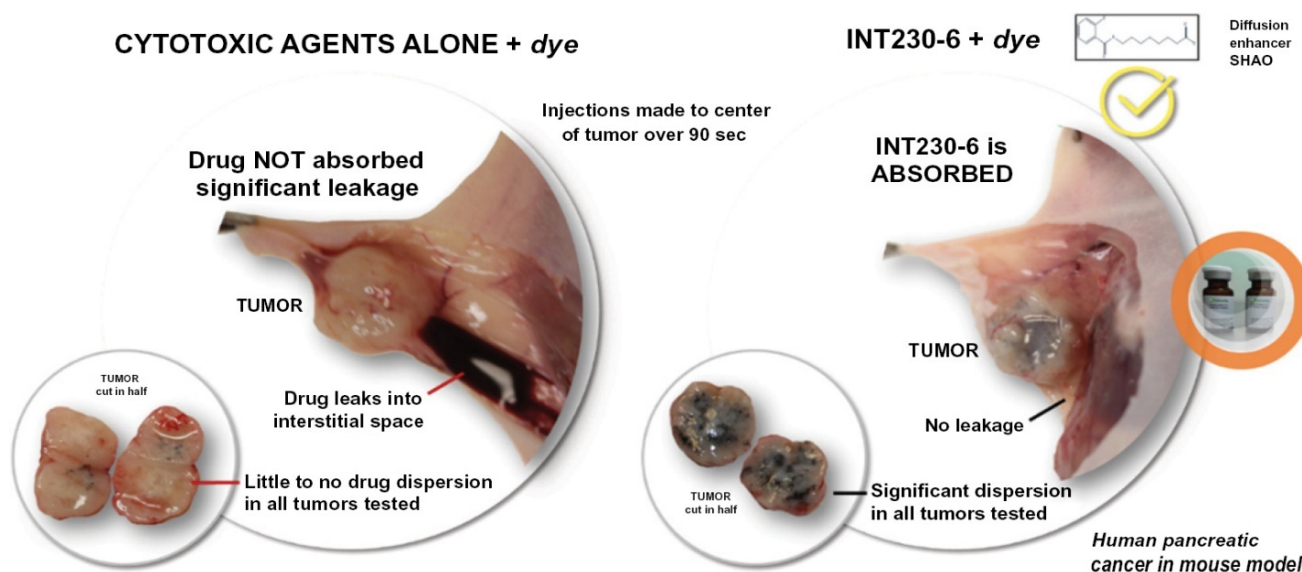 CYTOTOXIC AGENTS ALONE + dye
INT230-6 + dye
Diffusion
enhancer
SHAO
Injections made to center
of tumor over 90 sec
Drug NOT absorbed
significant leakage
TUMOR
Drug leaks into
interstitial space
TUMOR
cut in half
Little to no drug dispersion
in all tumors tested
INT230-6 is
ABSORBED
TUMOR
No leakage
TUMOR
cut in half
Significant dispersion
in all tumors tested
Human pancreatic
cancer in mouse model